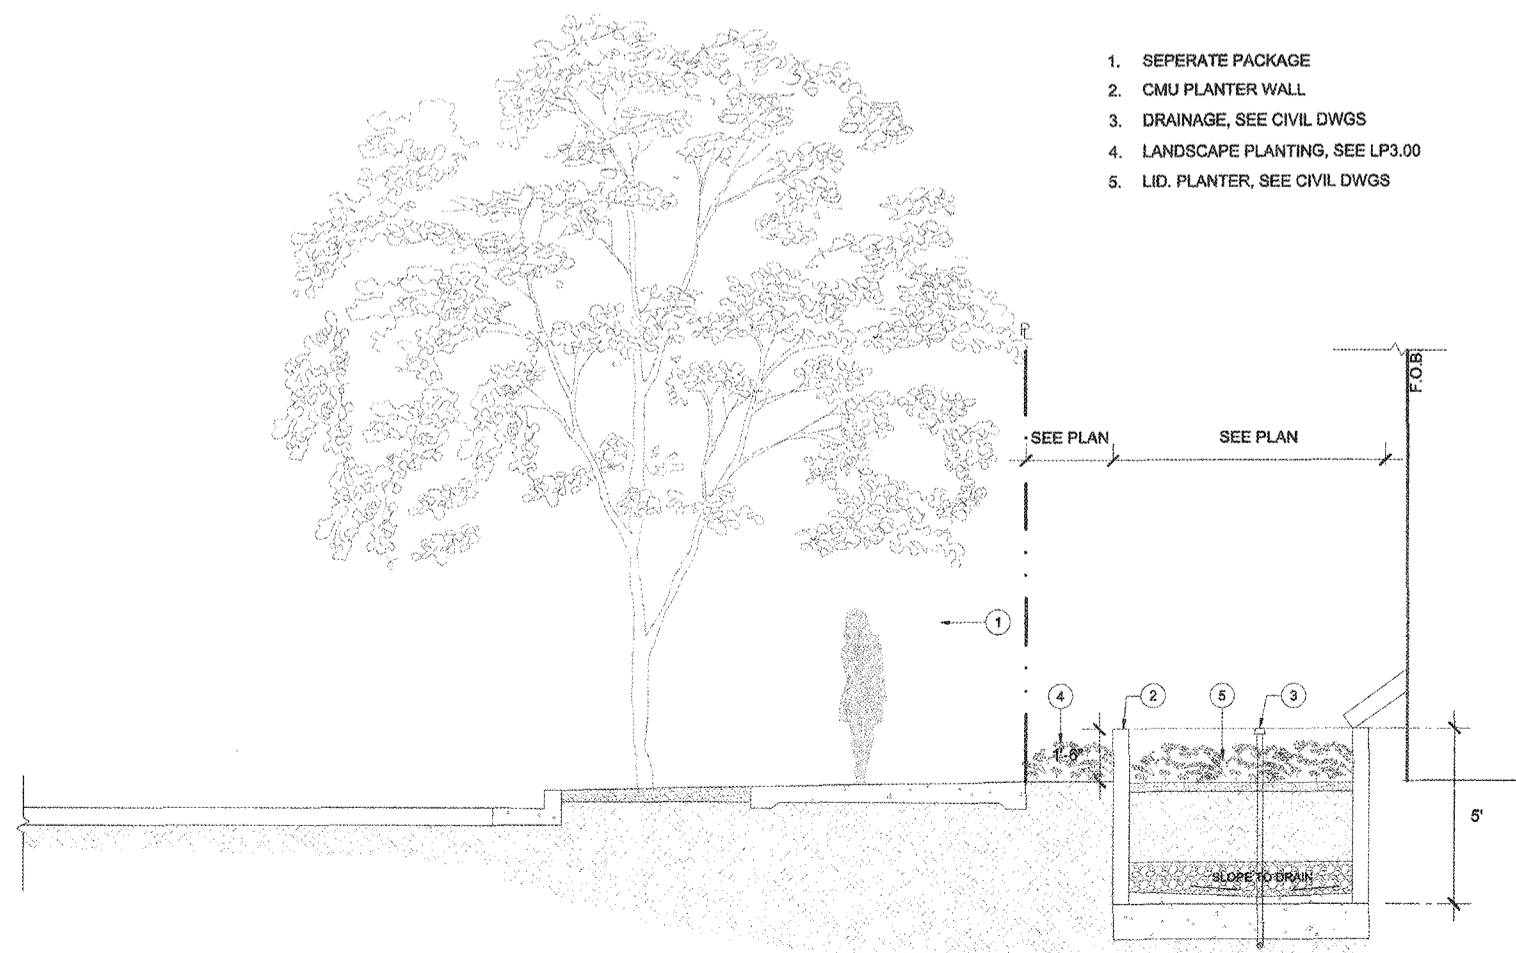 1. SEPERATE PACKAGE
2. CMU PLANTER WALL
3. DRAINAGE, SEE CIVIL DWGS
4. LANDSCAPE PLANTING, SEE LP3.00
5. LID. PLANTER, SEE CIVIL DWGS
PL
F.O.B.
SEE PLAN
SEE PLAN
1
4
2
5
3
1'-6"
5'
SLOPE TO DRAIN